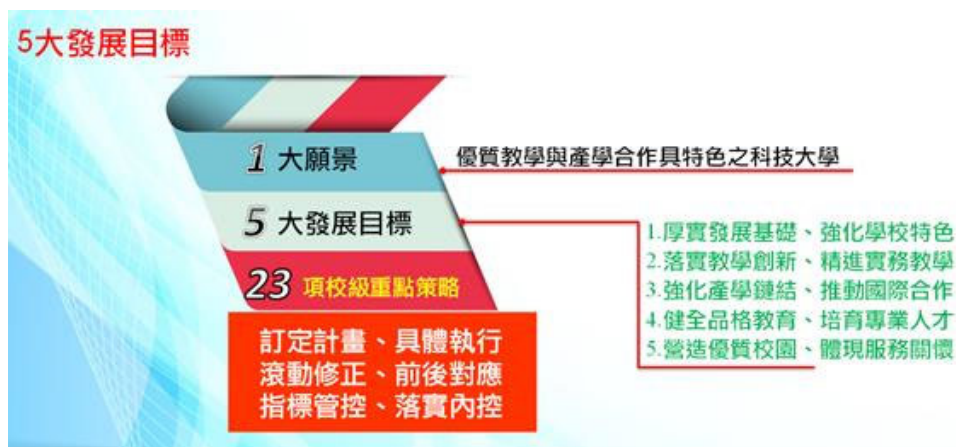 5大發展目標
1 大願景
優質教學與產學合作具特色之科技大學
5 大發展目標
1.厚實發展基礎、強化學校特色
2.落實教學創新、精進實務教學
3.強化產學鏈結、推動國際合作
4.健全品格教育、培育專業人才
5.營造優質校園、體現服務關懷
23 項校級重點策略
訂定計畫、具體執行
滾動修正、前後對應
指標管控、落實內控